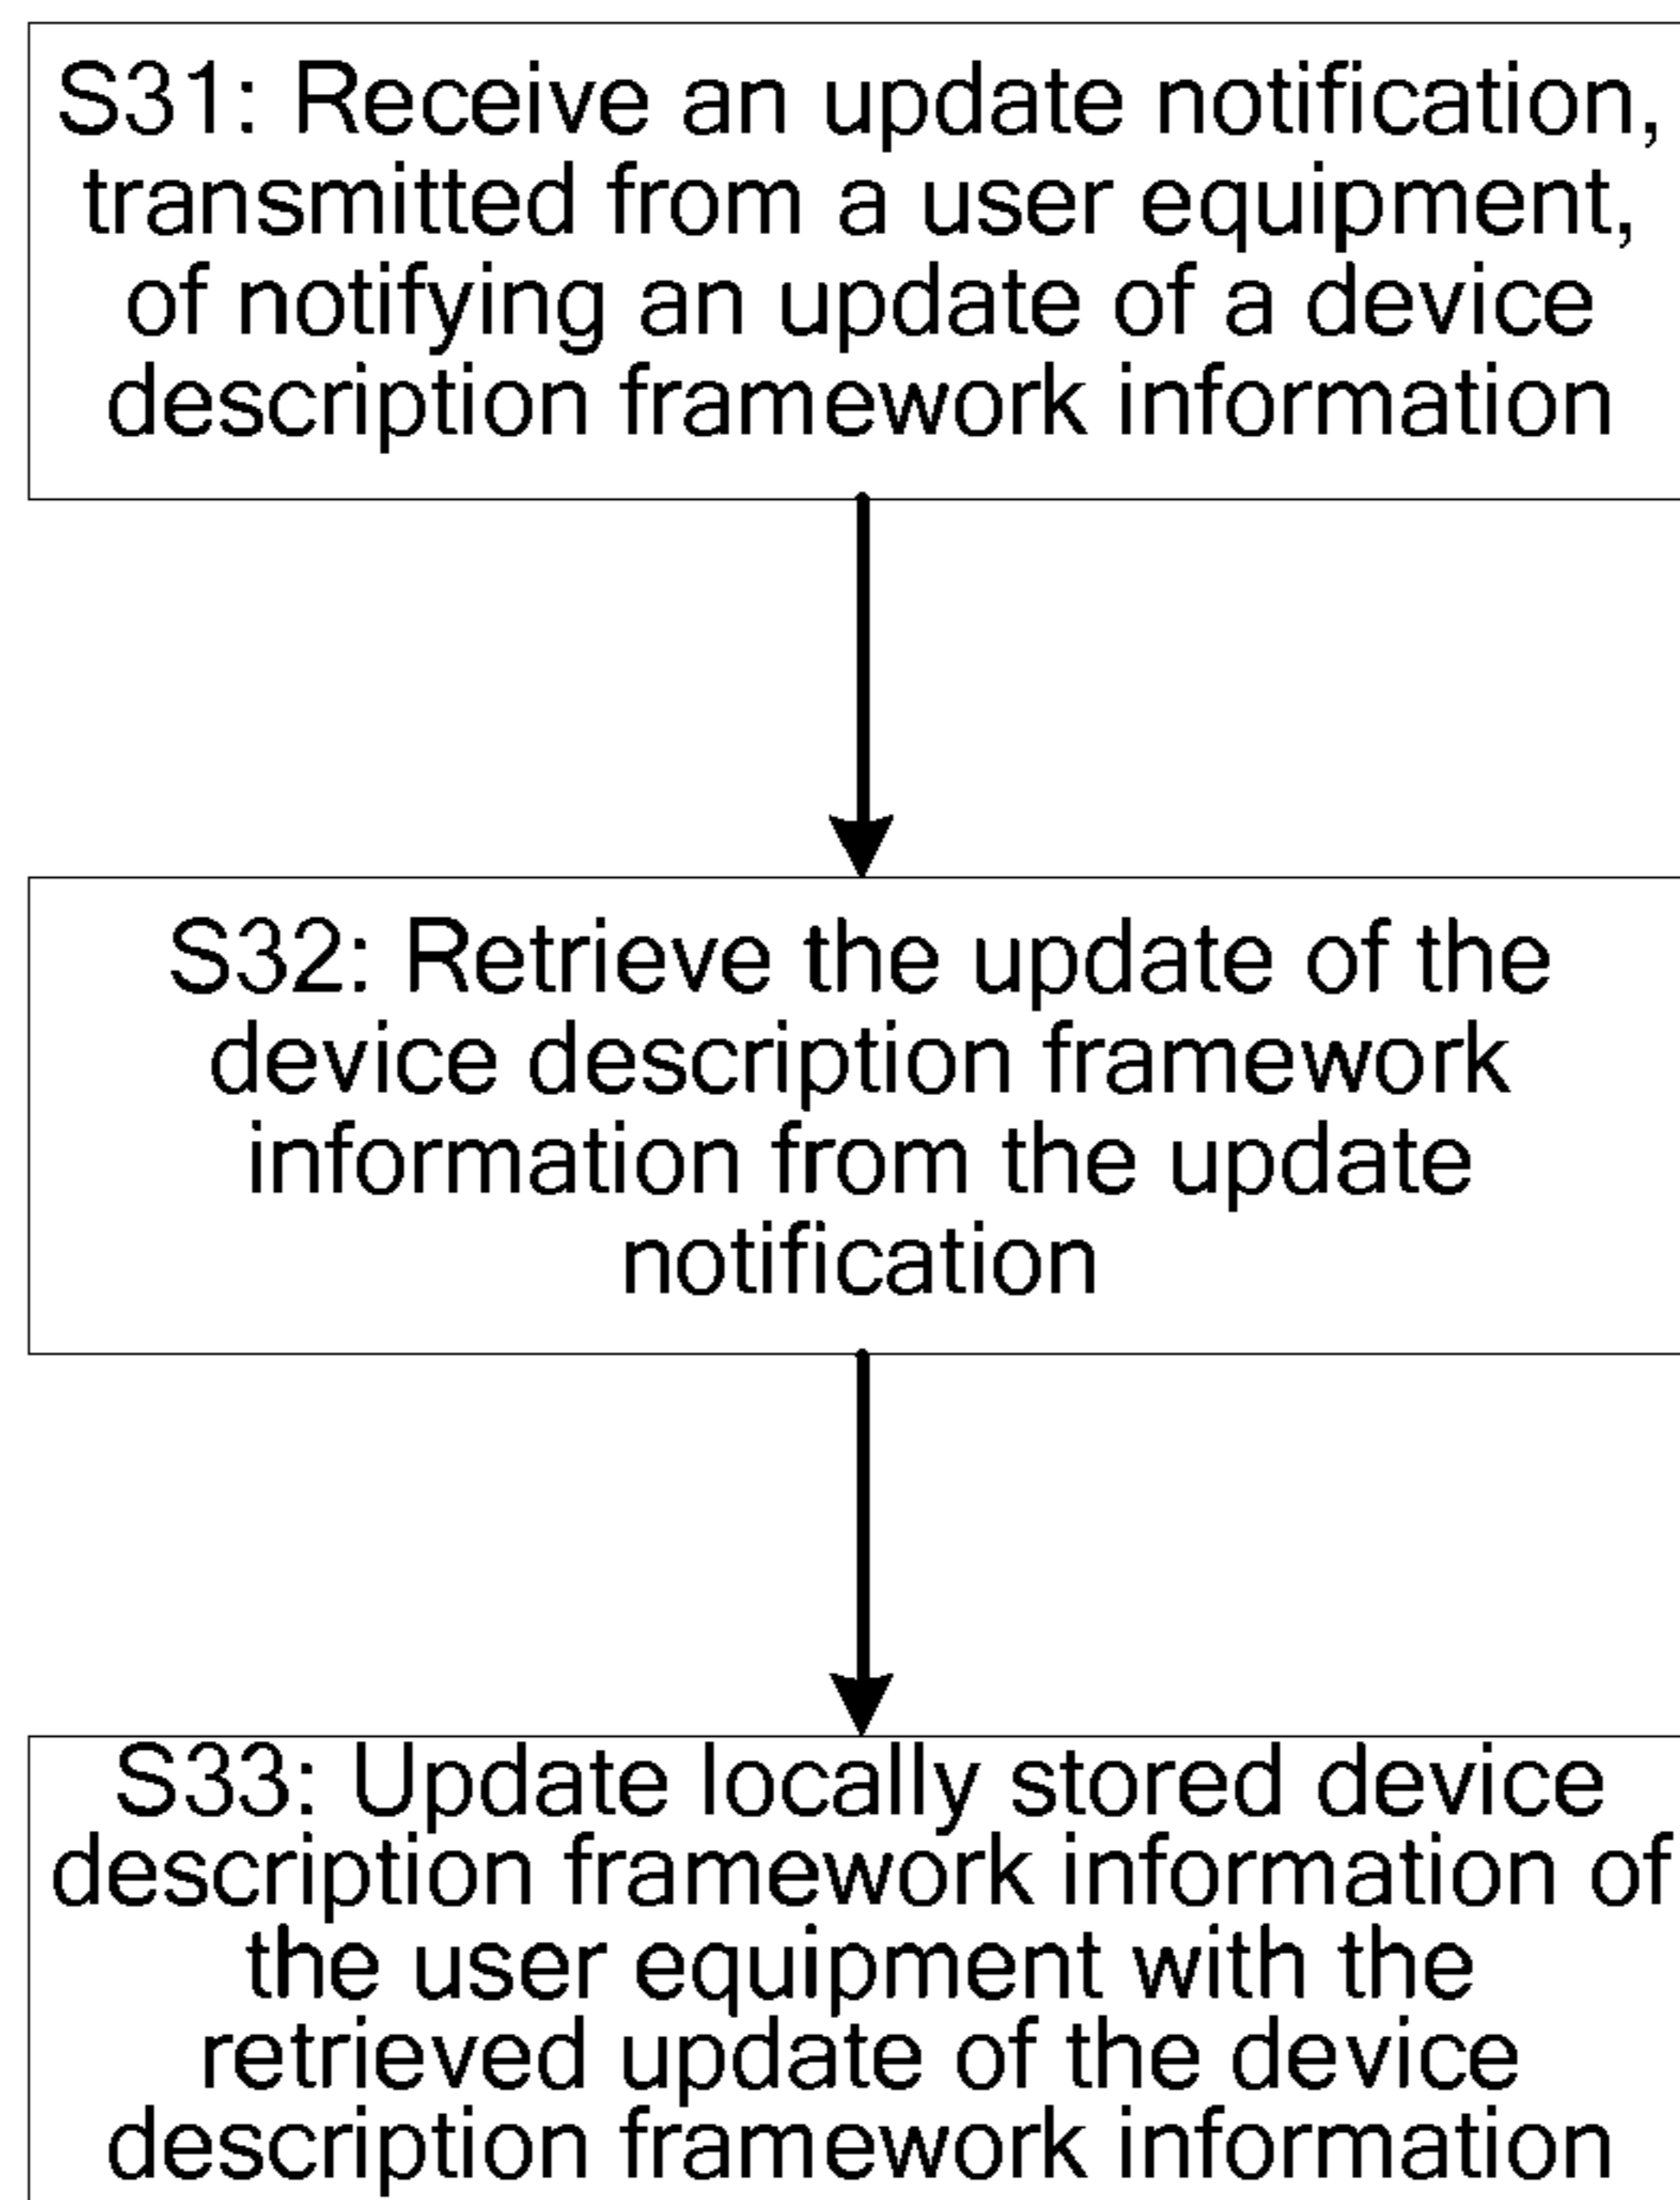 S31: Receive an update notification,
transmitted from a user equipment,
of notifying an update of a device
description framework information
S32: Retrieve the update of the
device description framework
information from the update
notification
S33: Update locally stored device
description framework information of
the user equipment with the
retrieved update of the device
description framework information